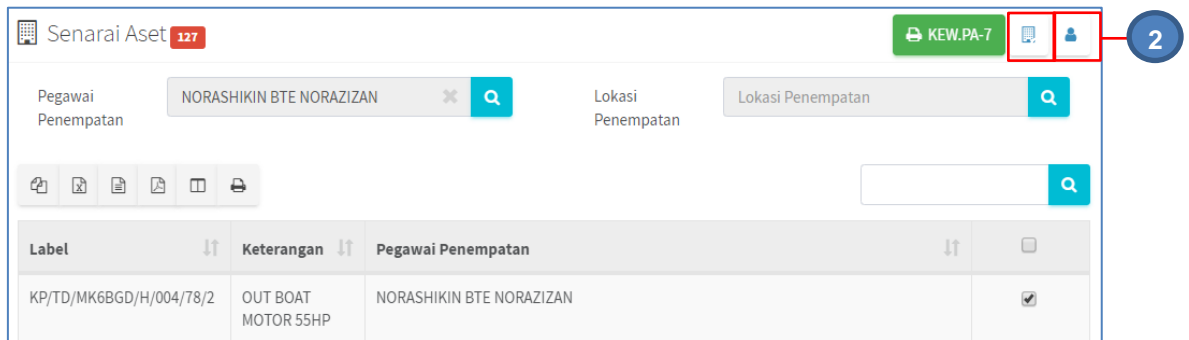 Senarai Aset 127
KEW.PA-7
2
Pegawai Penempatan
NORASHIKIN BTE NORAZIZAN
Lokasi Penempatan
Lokasi Penempatan
Label
Keterangan
Pegawai Penempatan
KP/TD/MK6BGD/H/004/78/2
OUT BOAT
MOTOR 55HP
NORASHIKIN BTE NORAZIZAN